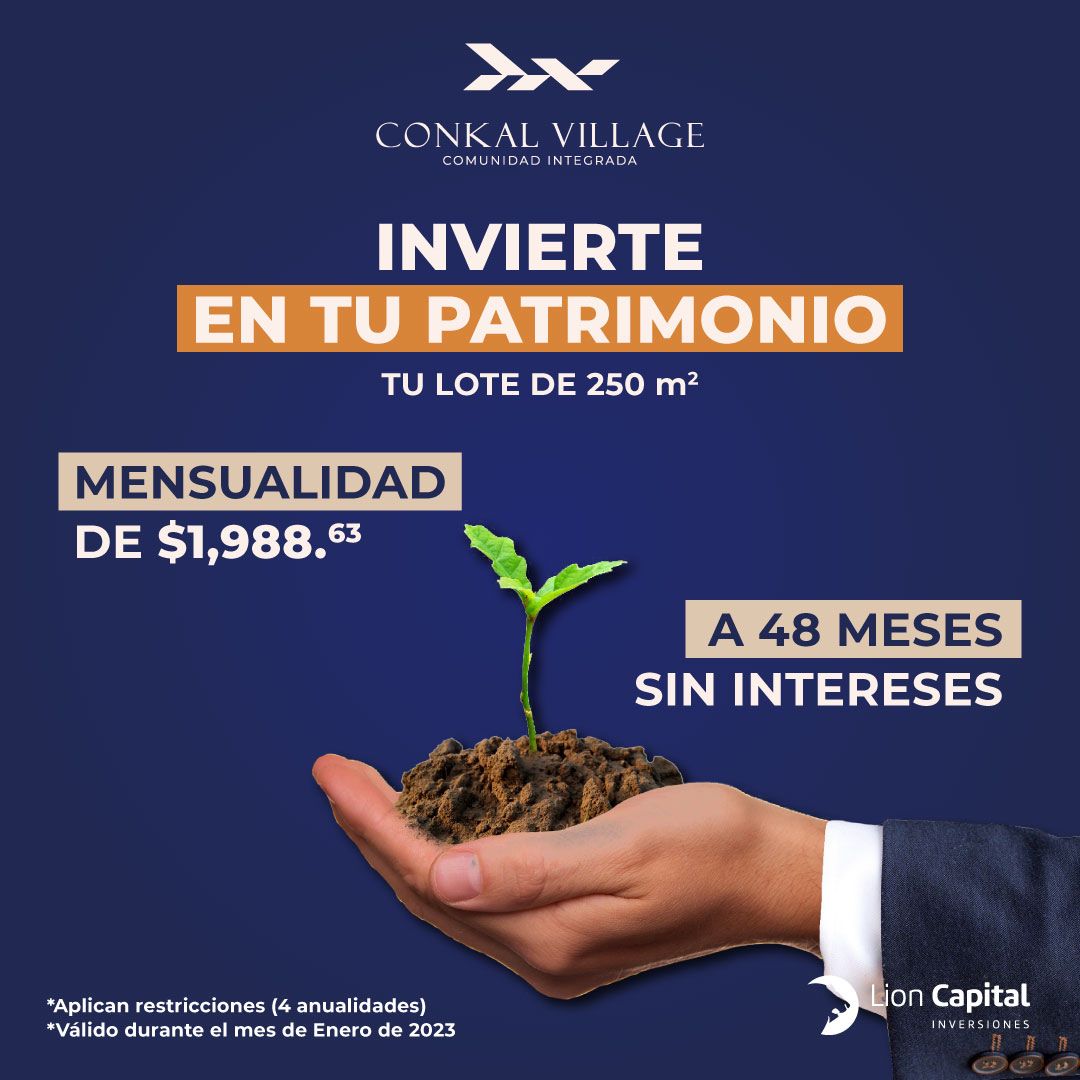 CONKAL VILLAGE
COMUNIDAD INTEGRADA
INVIERTE
EN TU PATRIMONIO
TU LOTE DE 250 m²
MENSUALIDAD
DE $1,988.⁶³
A 48 MESES
SIN INTERESES
*Aplican restricciones (4 anualidades)
*Válido durante el mes de Enero de 2023
Lion Capital
INVERSIONES